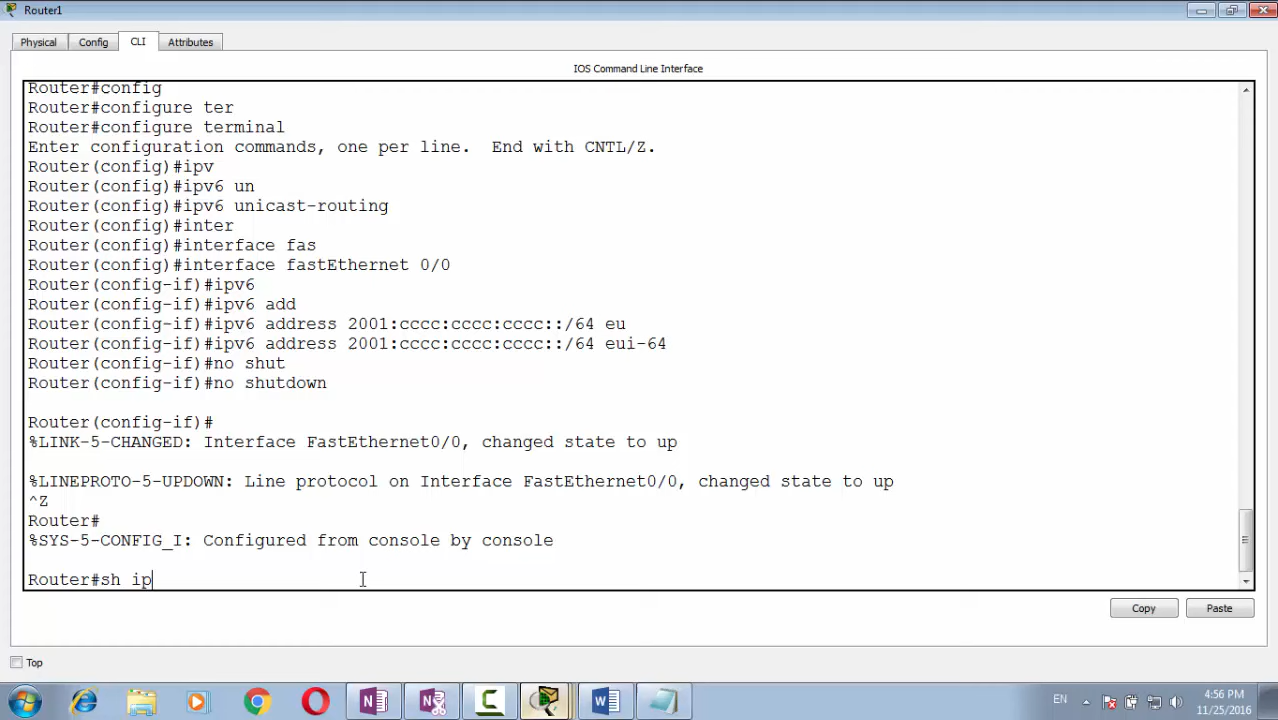 Router1
Physical Config CLI Attributes
IOS Command Line Interface
Router#config
Router#configure ter
Router#configure terminal
Enter configuration commands, one per line.  End with CNTL/Z.
Router(config)#ipv
Router(config)#ipv6 un
Router(config)#ipv6 unicast-routing
Router(config)#inter
Router(config)#interface fas
Router(config)#interface fastEthernet 0/0
Router(config-if)#ipv6
Router(config-if)#ipv6 add
Router(config-if)#ipv6 address 2001:cccc:cccc:cccc::/64 eu
Router(config-if)#ipv6 address 2001:cccc:cccc:cccc::/64 eui-64
Router(config-if)#no shut
Router(config-if)#no shutdown
Router(config-if)#
%LINK-5-CHANGED: Interface FastEthernet0/0, changed state to up
%LINEPROTO-5-UPDOWN: Line protocol on Interface FastEthernet0/0, changed state to up
^Z
Router#
%SYS-5-CONFIG_I: Configured from console by console
Router#sh ip
Copy Paste
Top
EN 4:56 PM
11/25/2016